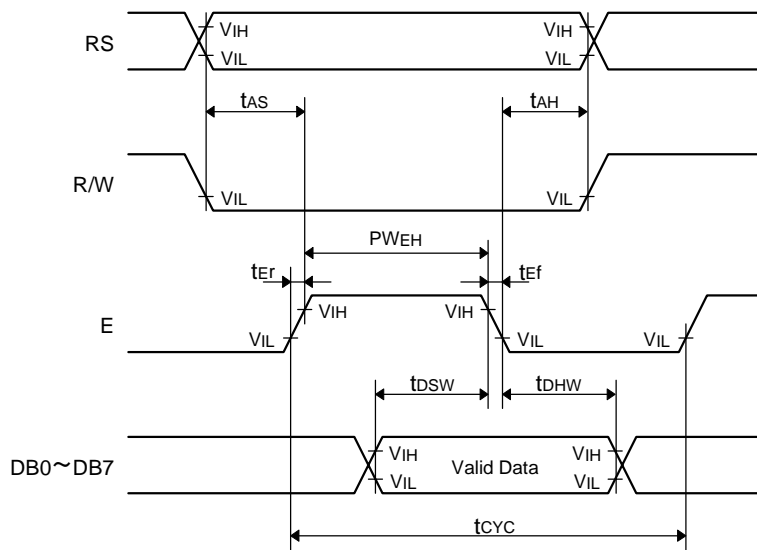 RS
VIH
VIL
VIH
VIL
tAS
tAH
R/W
VIL
VIL
PWEH
tEr
tEf
E
VIH
VIL
VIH
VIL
VIL
tDSW
tDHW
DB0～DB7
VIH
VIL
Valid Data
VIH
VIL
tCYC